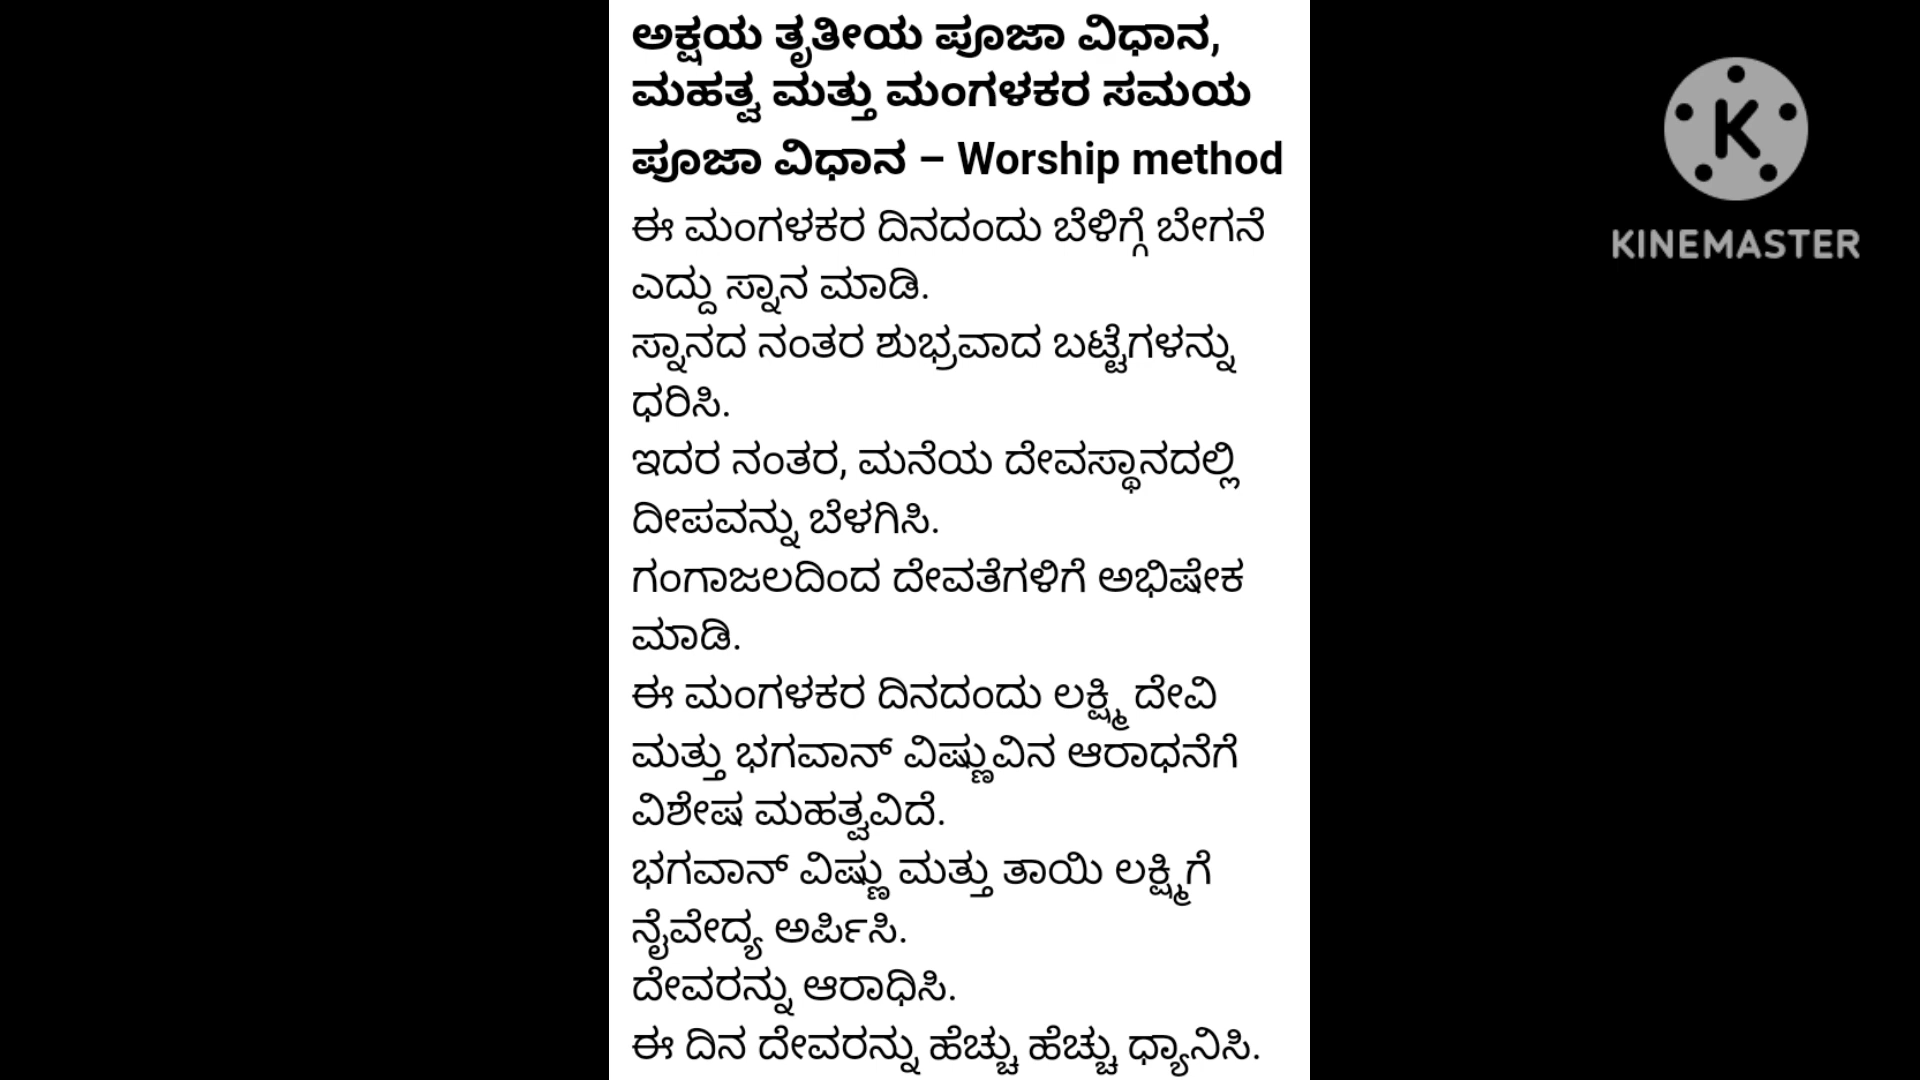 ಅಕ್ಷಯ ತೃತೀಯ ಪೂಜಾ ವಿಧಾನ,
ಮಹತ್ವ ಮತ್ತು ಮಂಗಳಕರ ಸಮಯ
ಪೂಜಾ ವಿಧಾನ – Worship method
ಈ ಮಂಗಳಕರ ದಿನದಂದು ಬೆಳಿಗ್ಗೆ ಬೇಗನೆ
ಎದ್ದು ಸ್ನಾನ ಮಾಡಿ.
ಸ್ನಾನದ ನಂತರ ಶುಭ್ರವಾದ ಬಟ್ಟೆಗಳನ್ನು
ಧರಿಸಿ.
ಇದರ ನಂತರ, ಮನೆಯ ದೇವಸ್ಥಾನದಲ್ಲಿ
ದೀಪವನ್ನು ಬೆಳಗಿಸಿ.
ಗಂಗಾಜಲದಿಂದ ದೇವತೆಗಳಿಗೆ ಅಭಿಷೇಕ
ಮಾಡಿ.
ಈ ಮಂಗಳಕರ ದಿನದಂದು ಲಕ್ಷ್ಮಿ ದೇವಿ
ಮತ್ತು ಭಗವಾನ್ ವಿಷ್ಣುವಿನ ಆರಾಧನೆಗೆ
ವಿಶೇಷ ಮಹತ್ವವಿದೆ.
ಭಗವಾನ್ ವಿಷ್ಣು ಮತ್ತು ತಾಯಿ ಲಕ್ಷ್ಮಿಗೆ
ನೈವೇದ್ಯ ಅರ್ಪಿಸಿ.
ದೇವರನ್ನು ಆರಾಧಿಸಿ.
ಈ ದಿನ ದೇವರನ್ನು ಹೆಚ್ಚು ಹೆಚ್ಚು ಧ್ಯಾನಿಸಿ.
K
KINEMASTER